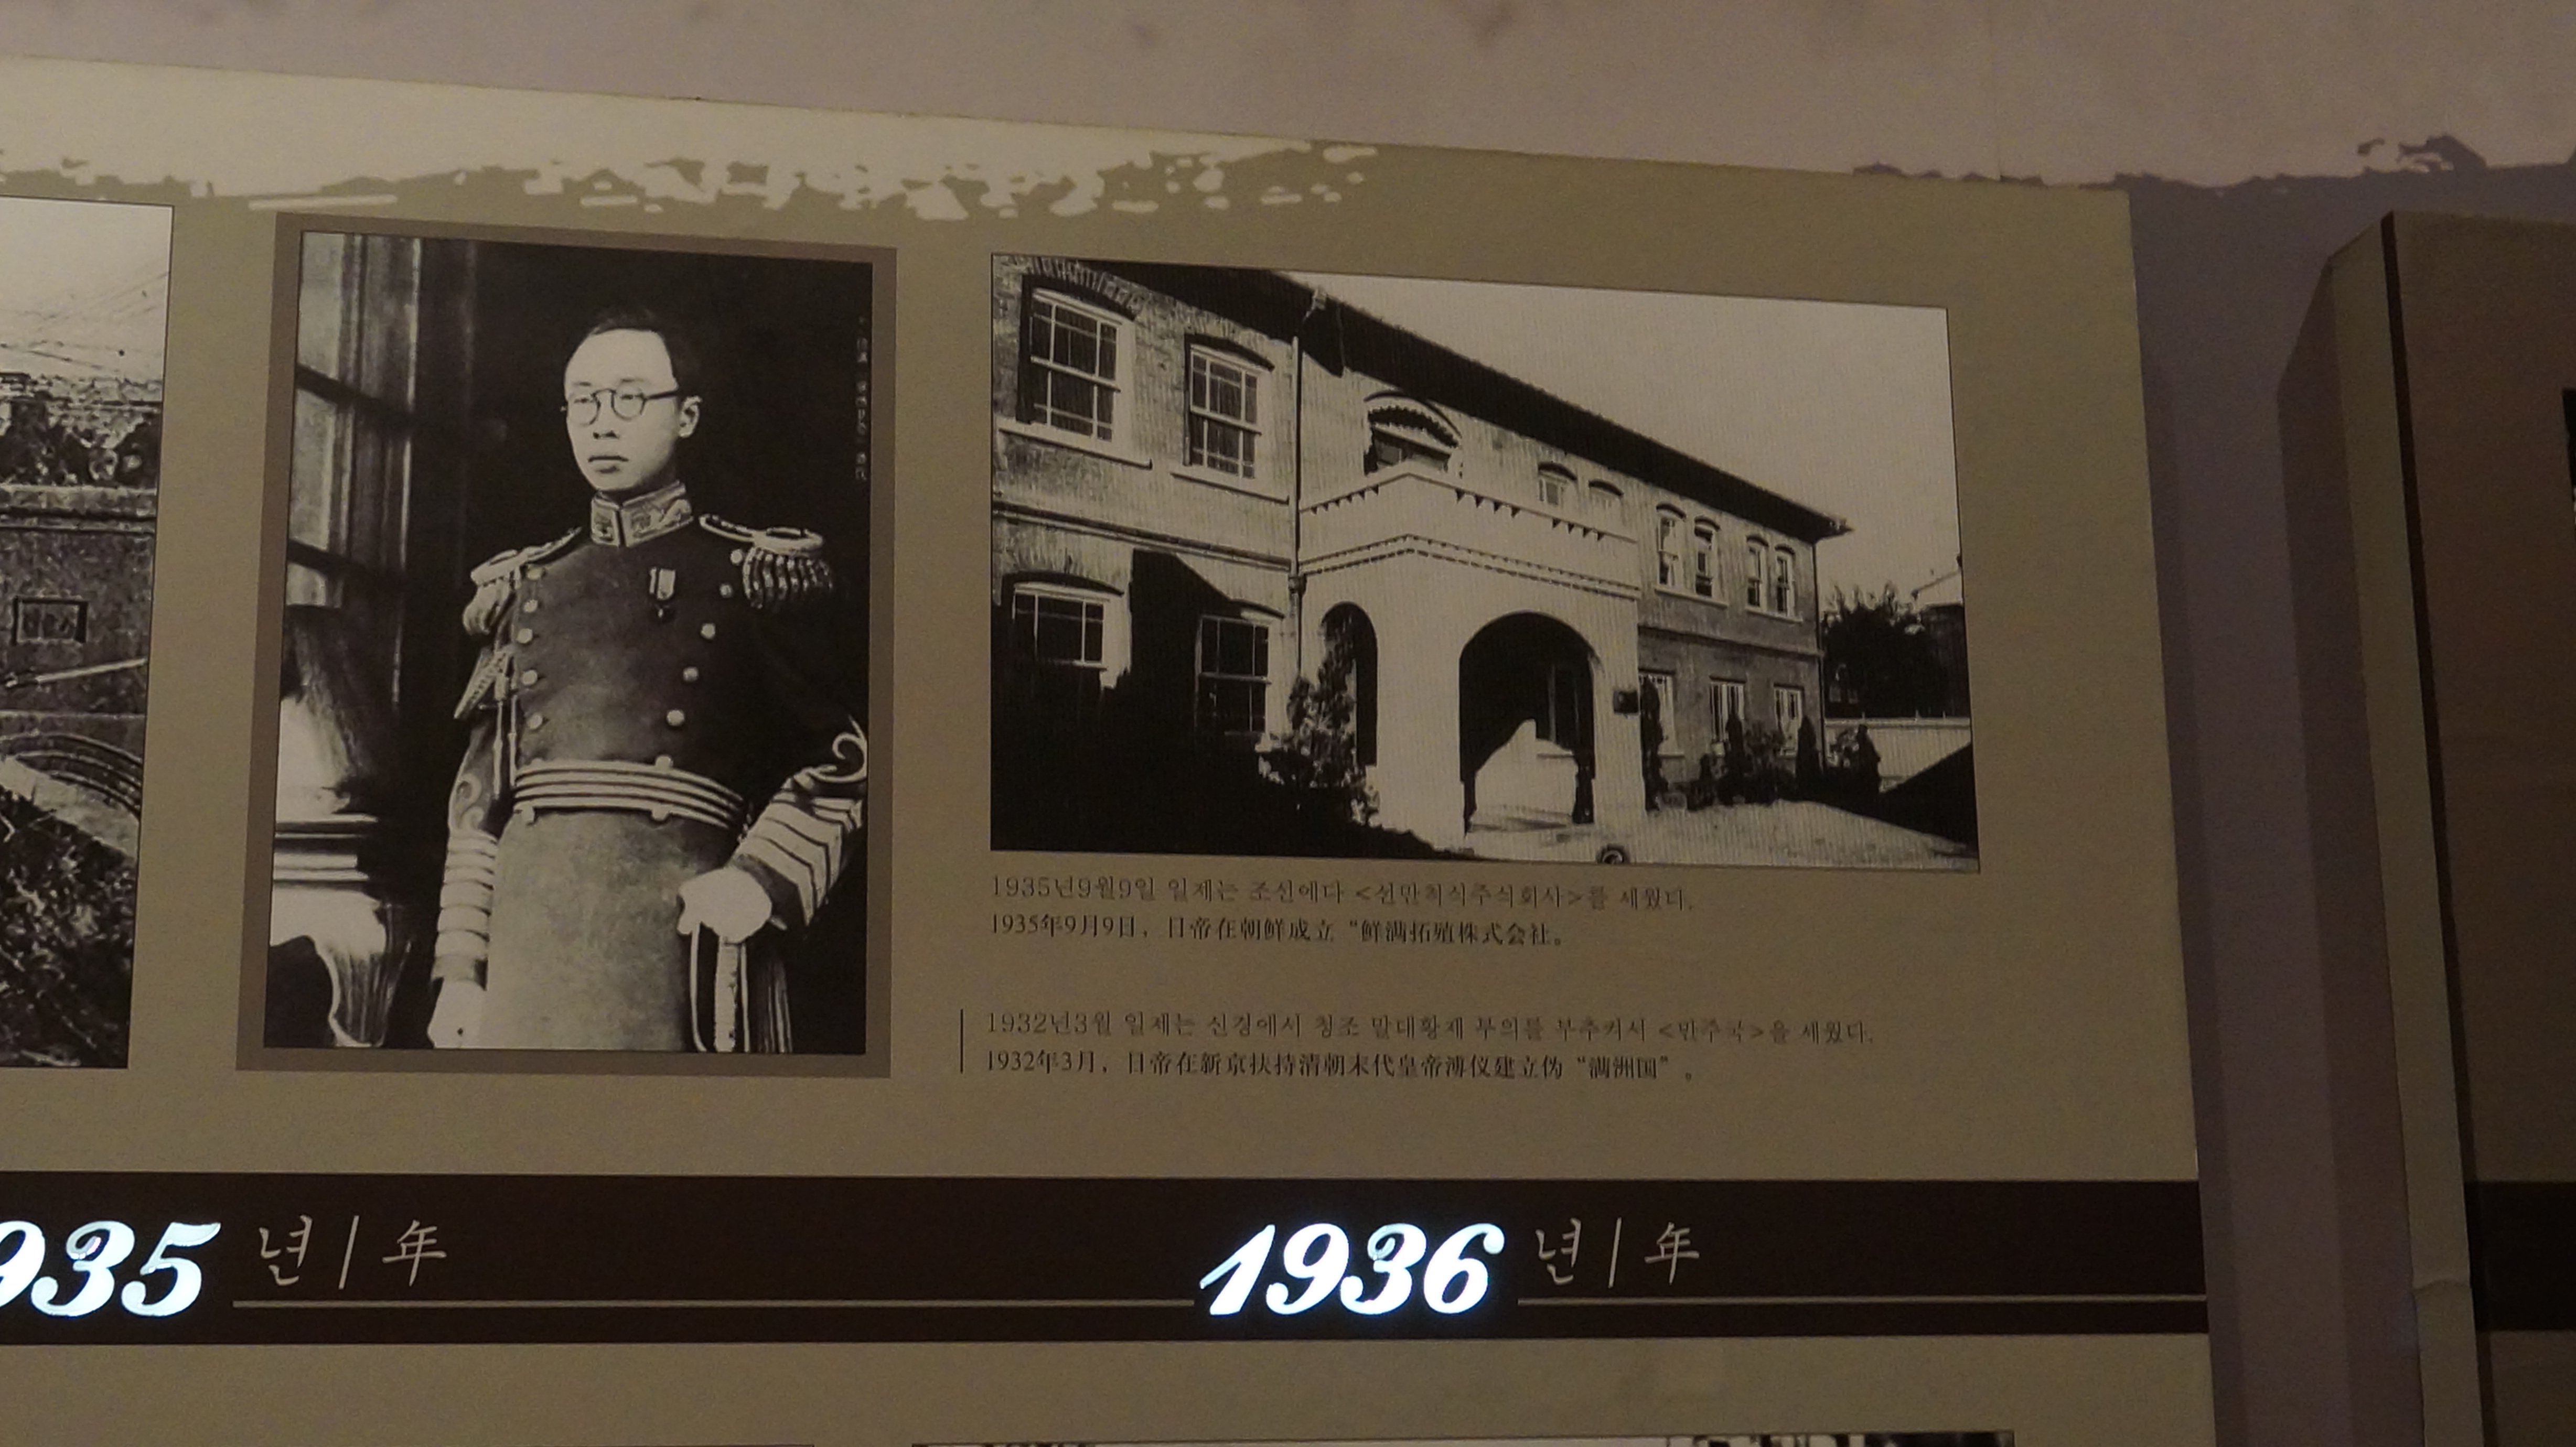 1935년9월9일 일제는 조선에다 <선만척식주식회사>를 세웠다.
1935年9月9日，日帝在朝鲜成立“鲜满拓殖株式会社。
1932년3월 일제는 신경에서 청조 말대황제 부의를 부추켜서 <만주국>을 세웠다.
1932年3月，日帝在新京扶持清朝末代皇帝溥仪建立伪“满洲国”。
935 년 | 年
1936 년 | 年